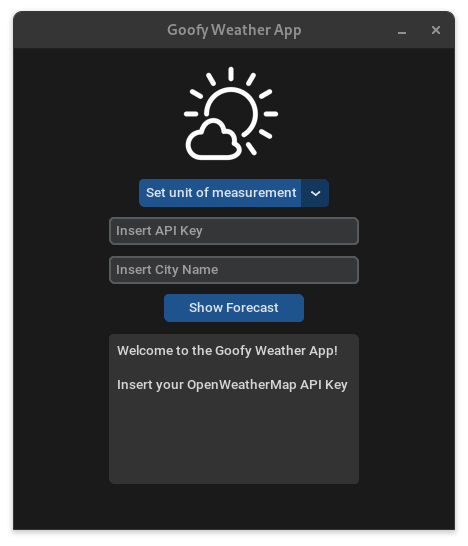 Goofy Weather App
Set unit of measurement
Insert API Key
Insert City Name
Show Forecast
Welcome to the Goofy Weather App!
Insert your OpenWeatherMap API Key